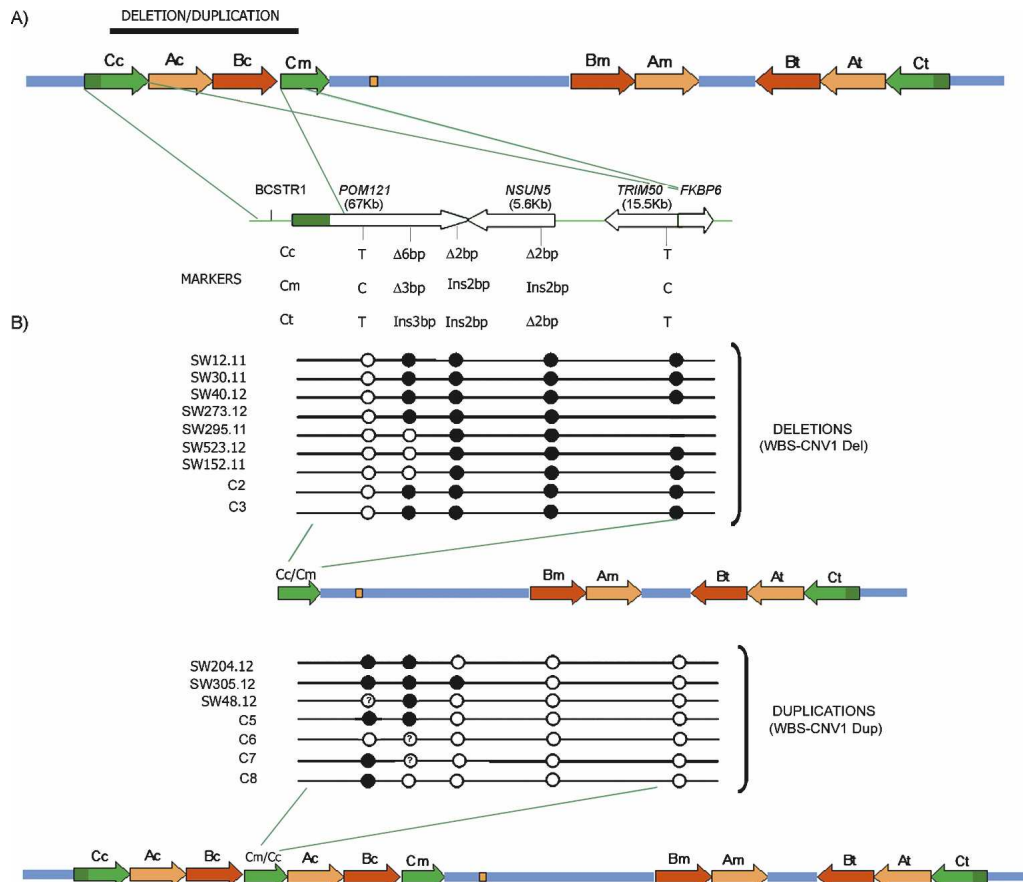 A)
DELETION/DUPLICATION
Cc Ac Bc Cm Bm Am Bt At Ct
BCSTR1 POM121 NSUN5 TRIM50 FKBP6
(67Kb) (5.6Kb) (15.5Kb)
Cc T Δ6bp Δ2bp Δ2bp T
MARKERS
Cm C Δ3bp Ins2bp Ins2bp C
Ct T Ins3bp Ins2bp Δ2bp T
B)
SW12.11
SW30.11
SW40.12
SW273.12
SW295.11
SW523.12
SW152.11
C2
C3
DELETIONS
(WBS-CNV1 Del)
Cc/Cm Bm Am Bt At Ct
SW204.12
SW305.12
SW48.12 ?
C5
C6 ?
C7 ?
C8
DUPLICATIONS
(WBS-CNV1 Dup)
Cc Ac Bc Cm/Cc Ac Bc Cm Bm Am Bt At Ct